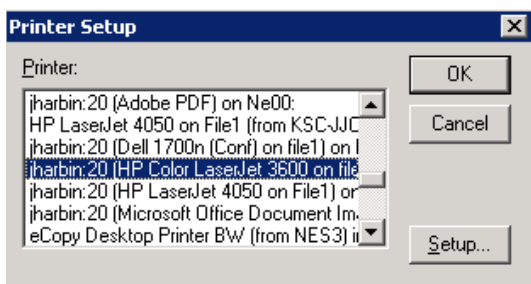 Printer Setup
Printer:
jharbin:20 (Adobe PDF) on Ne00:
HP LaserJet 4050 on File1 (from KSC-JJC
jharbin:20 (Dell 1700n (Conf) on file1) on
jharbin:20 (HP Color LaserJet 3600 on file
jharbin:20 (HP LaserJet 4050 on File1) on
jharbin:20 (Microsoft Office Document Im
eCopy Desktop Printer BW (from NES3) i
OK
Cancel
Setup...